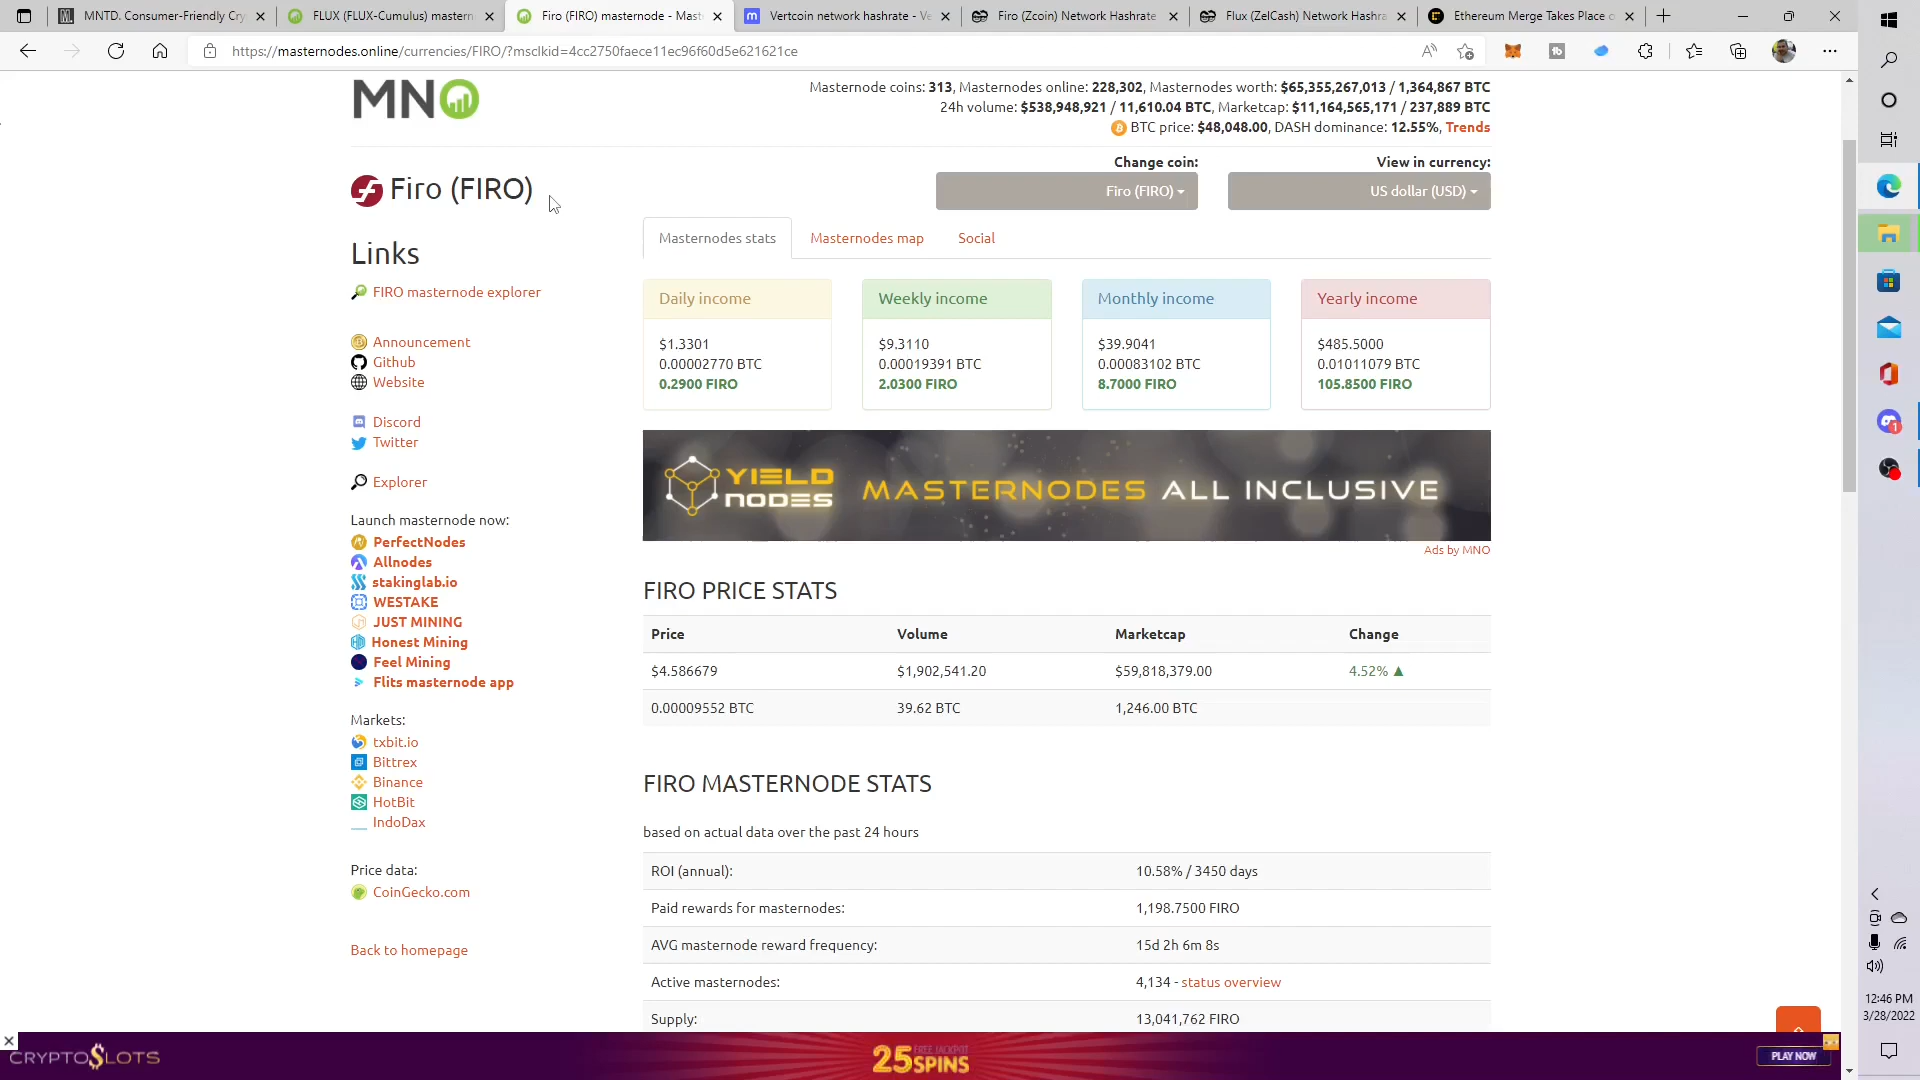 MNTD. Consumer-Friendly Cry
FLUX (FLUX-Cumulus) mastern
Firo (FIRO) masternode - Mast
Vertcoin network hashrate - Ve
Firo (Zcoin) Network Hashrate
Flux (ZelCash) Network Hashra
Ethereum Merge Takes Place o
https://masternodes.online/currencies/FIRO/?msclkid=4cc2750faece11ec96f60d5e621621ce
MNO
Masternode coins: 313, Masternodes online: 228,302, Masternodes worth: $65,355,267,013 / 1,364,867 BTC
24h volume: $538,948,921 / 11,610.04 BTC, Marketcap: $11,164,565,171 / 237,889 BTC
BTC price: $48,048.00, DASH dominance: 12.55%, Trends
Firo (FIRO)
Change coin:
Firo (FIRO)
View in currency:
US dollar (USD)
Links
FIRO masternode explorer
Announcement
Github
Website
Discord
Twitter
Explorer
Launch masternode now:
PerfectNodes
Allnodes
stakinglab.io
WESTAKE
JUST MINING
Honest Mining
Feel Mining
Flits masternode app
Markets:
txbit.io
Bittrex
Binance
HotBit
IndoDax
Price data:
CoinGecko.com
Back to homepage
Masternodes stats
Masternodes map
Social
Daily income
$1.3301
0.00002770 BTC
0.2900 FIRO
Weekly income
$9.3110
0.00019391 BTC
2.0300 FIRO
Monthly income
$39.9041
0.00083102 BTC
8.7000 FIRO
Yearly income
$485.5000
0.01011079 BTC
105.8500 FIRO
YIELD NODES
MASTERNODES ALL INCLUSIVE
Ads by MNO
FIRO PRICE STATS
Price Volume Marketcap Change
$4.586679 $1,902,541.20 $59,818,379.00 4.52% ▲
0.00009552 BTC 39.62 BTC 1,246.00 BTC
FIRO MASTERNODE STATS
based on actual data over the past 24 hours
ROI (annual): 10.58% / 3450 days
Paid rewards for masternodes: 1,198.7500 FIRO
AVG masternode reward frequency: 15d 2h 6m 8s
Active masternodes: 4,134 - status overview
Supply: 13,041,762 FIRO
CRYPTO$LOTS
25 FREE JACKPOT SPINS
PLAY NOW
12:46 PM
3/28/2022